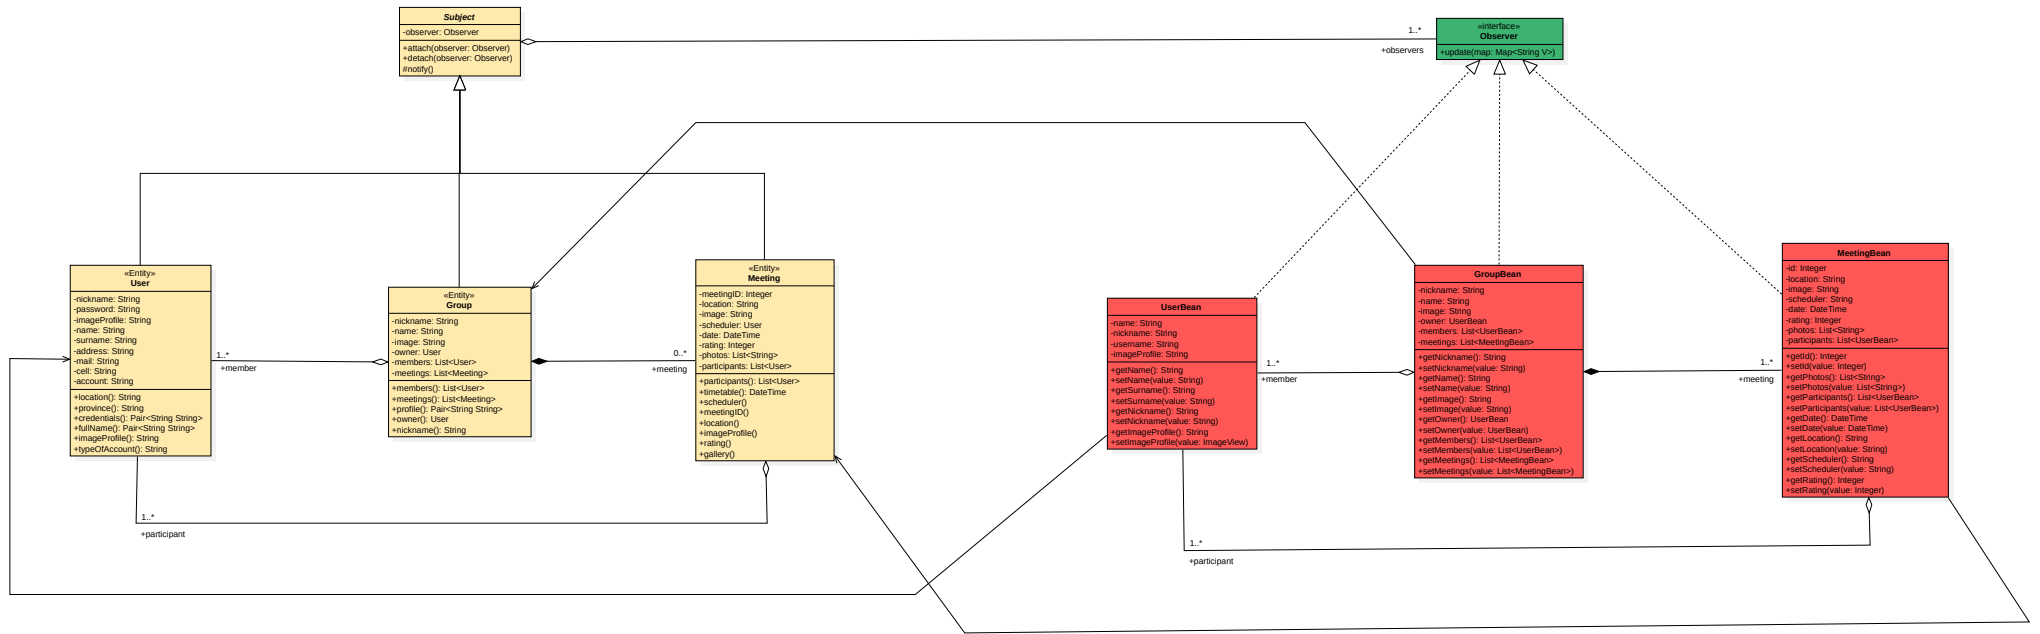 Subject
-observer: Observer
+attach(observer: Observer)
+detach(observer: Observer)
#notify()
1..*
+observers
«interface»
Observer
+update(map: Map<String V>)
«Entity»
User
-nickname: String
-password: String
-imageProfile: String
-name: String
-surname: String
-address: String
-mail: String
-cell: String
-account: String
+location(): String
+province(): String
+credentials(): Pair<String String>
+fullName(): Pair<String String>
+imageProfile(): String
+typeOfAccount(): String
1..*
+member
«Entity»
Group
-nickname: String
-name: String
-image: String
-owner: User
-members: List<User>
-meetings: List<Meeting>
+members(): List<User>
+meetings(): List<Meeting>
+profile(): Pair<String String>
+owner(): User
+nickname(): String
0..*
+meeting
«Entity»
Meeting
-meetingID: Integer
-location: String
-image: String
-scheduler: User
-date: DateTime
-rating: Integer
-photos: List<String>
-participants: List<User>
+participants(): List<User>
+timetable(): DateTime
+scheduler()
+meetingID()
+location()
+imageProfile()
+rating()
+gallery()
1..*
+participant
UserBean
-name: String
-nickname: String
-username: String
-imageProfile: String
+getName(): String
+setName(value: String)
+getSurname(): String
+setSurname(value: String)
+getNickname(): String
+setNickname(value: String)
+getImageProfile(): String
+setImageProfile(value: ImageView)
1..*
+member
GroupBean
-nickname: String
-name: String
-image: String
-owner: UserBean
-members: List<UserBean>
-meetings: List<MeetingBean>
+getNickname(): String
+setNickname(value: String)
+getName(): String
+setName(value: String)
+getImage(): String
+setImage(value: String)
+getOwner(): UserBean
+setOwner(value: UserBean)
+getMembers(): List<UserBean>
+setMembers(value: List<UserBean>)
+getMeetings(): List<MeetingBean>
+setMeetings(value: List<MeetingBean>)
1..*
+meeting
MeetingBean
-id: Integer
-location: String
-image: String
-scheduler: String
-date: DateTime
-rating: Integer
-photos: List<String>
-participants: List<UserBean>
+getId(): Integer
+setId(value: Integer)
+getPhotos(): List<String>
+setPhotos(value: List<String>)
+getParticipants(): List<UserBean>
+setParticipants(value: List<UserBean>)
+getDate(): DateTime
+setDate(value: DateTime)
+getLocation(): String
+setLocation(value: String)
+getScheduler(): String
+setScheduler(value: String)
+getRating(): Integer
+setRating(value: Integer)
1..*
+participant